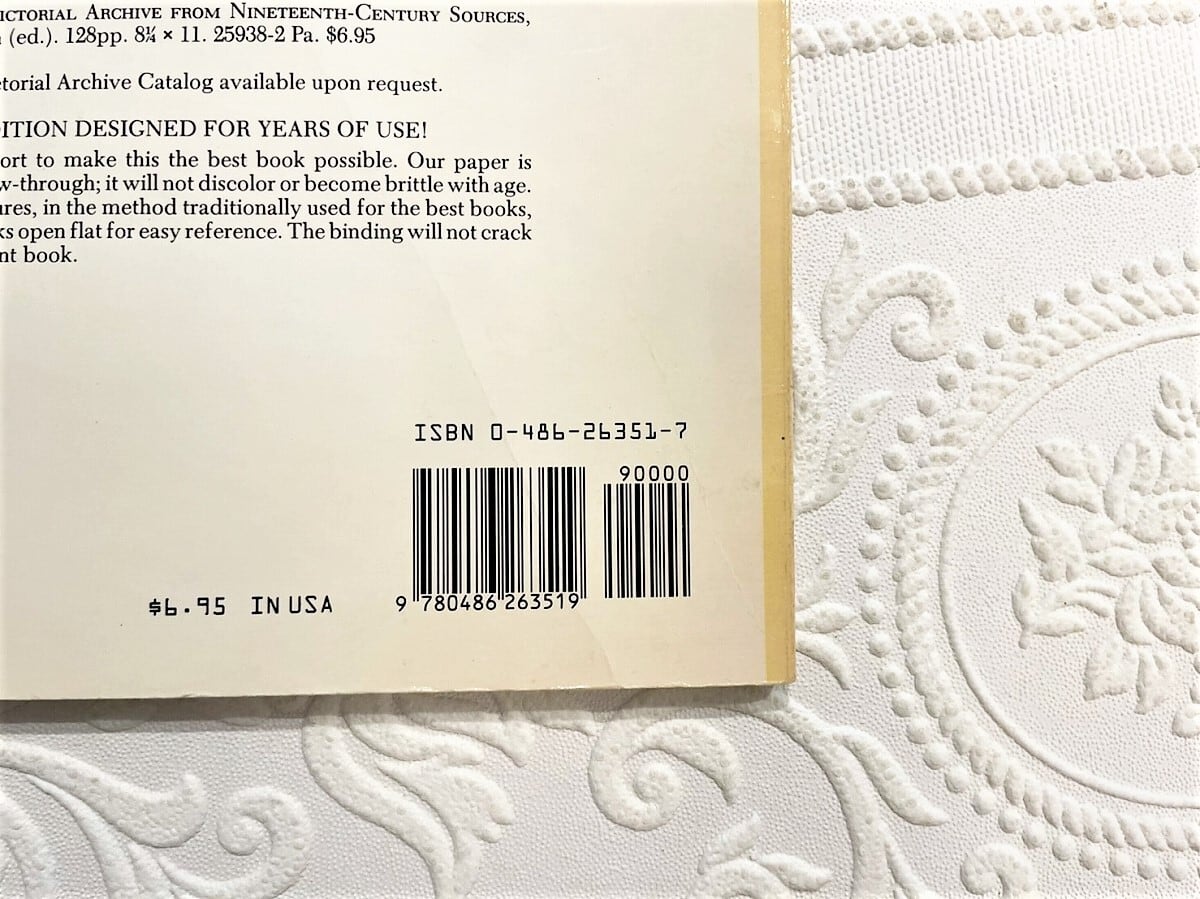 ICTORIAL ARCHIVE FROM NINETEENTH-CENTURY SOURCES,
(ed.). 128pp. 8¼ × 11. 25938-2 Pa. $6.95
torial Archive Catalog available upon request.
ITION DESIGNED FOR YEARS OF USE!
ort to make this the best book possible. Our paper is
w-through; it will not discolor or become brittle with age.
ures, in the method traditionally used for the best books,
ks open flat for easy reference. The binding will not crack
nt book.
ISBN 0-486-26351-7
90000
$6.95 IN USA
9 780486 263519